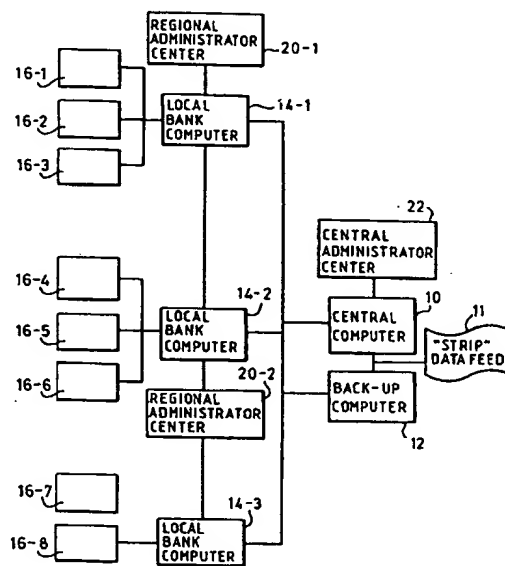 REGIONAL
ADMINISTRATOR
CENTER
20-1
16-1
16-2
16-3
LOCAL
BANK
COMPUTER
14-1
22
CENTRAL
ADMINISTRATOR
CENTER
16-4
16-5
16-6
LOCAL
BANK
COMPUTER
14-2
10
CENTRAL
COMPUTER
11
"STRIP"
DATA FEED
REGIONAL
ADMINISTRATOR
CENTER
20-2
BACK-UP
COMPUTER
12
16-7
16-8
LOCAL
BANK
COMPUTER
14-3